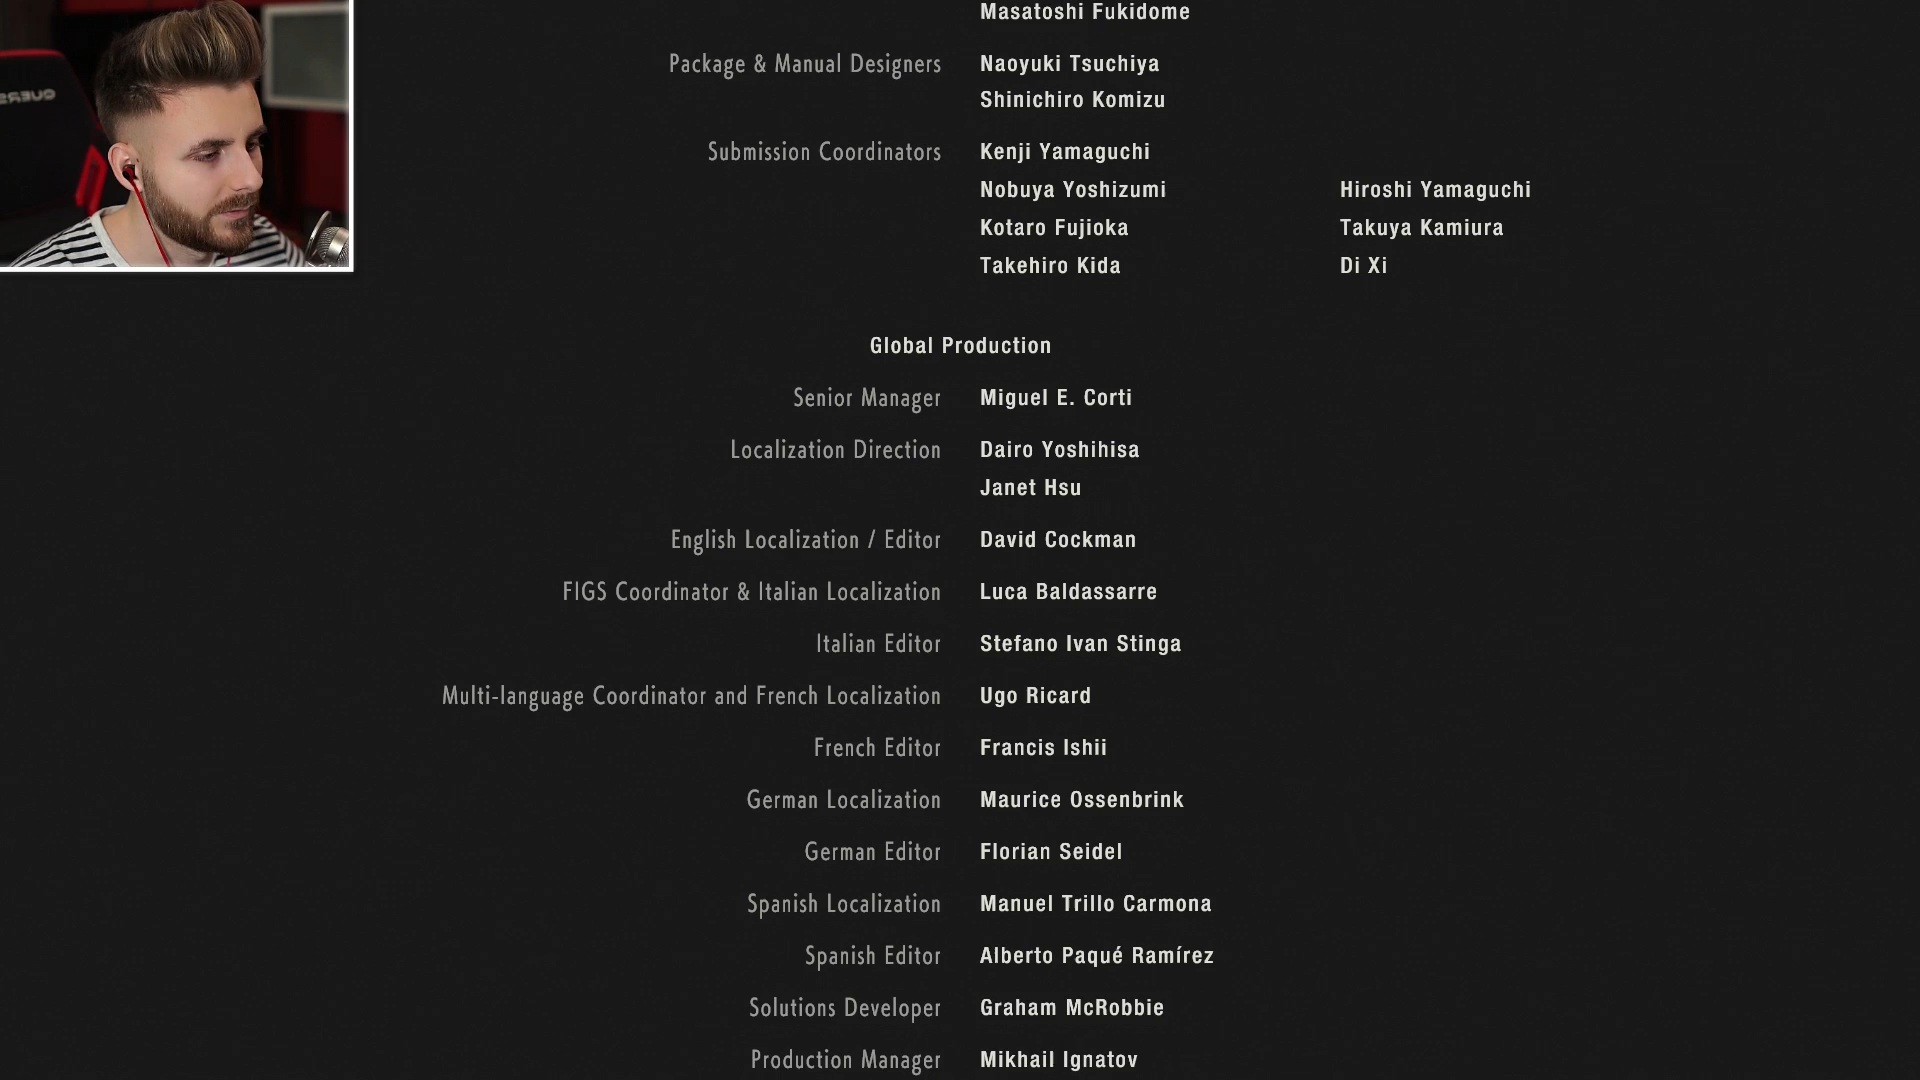 Masatoshi Fukidome
Package & Manual Designers Naoyuki Tsuchiya
Shinichiro Komizu
Submission Coordinators Kenji Yamaguchi
Nobuya Yoshizumi Hiroshi Yamaguchi
Kotaro Fujioka Takuya Kamiura
Takehiro Kida Di Xi
Global Production
Senior Manager Miguel E. Corti
Localization Direction Dairo Yoshihisa
Janet Hsu
English Localization / Editor David Cockman
FIGS Coordinator & Italian Localization Luca Baldassarre
Italian Editor Stefano Ivan Stinga
Multi-language Coordinator and French Localization Ugo Ricard
French Editor Francis Ishii
German Localization Maurice Ossenbrink
German Editor Florian Seidel
Spanish Localization Manuel Trillo Carmona
Spanish Editor Alberto Paqué Ramírez
Solutions Developer Graham McRobbie
Production Manager Mikhail Ignatov